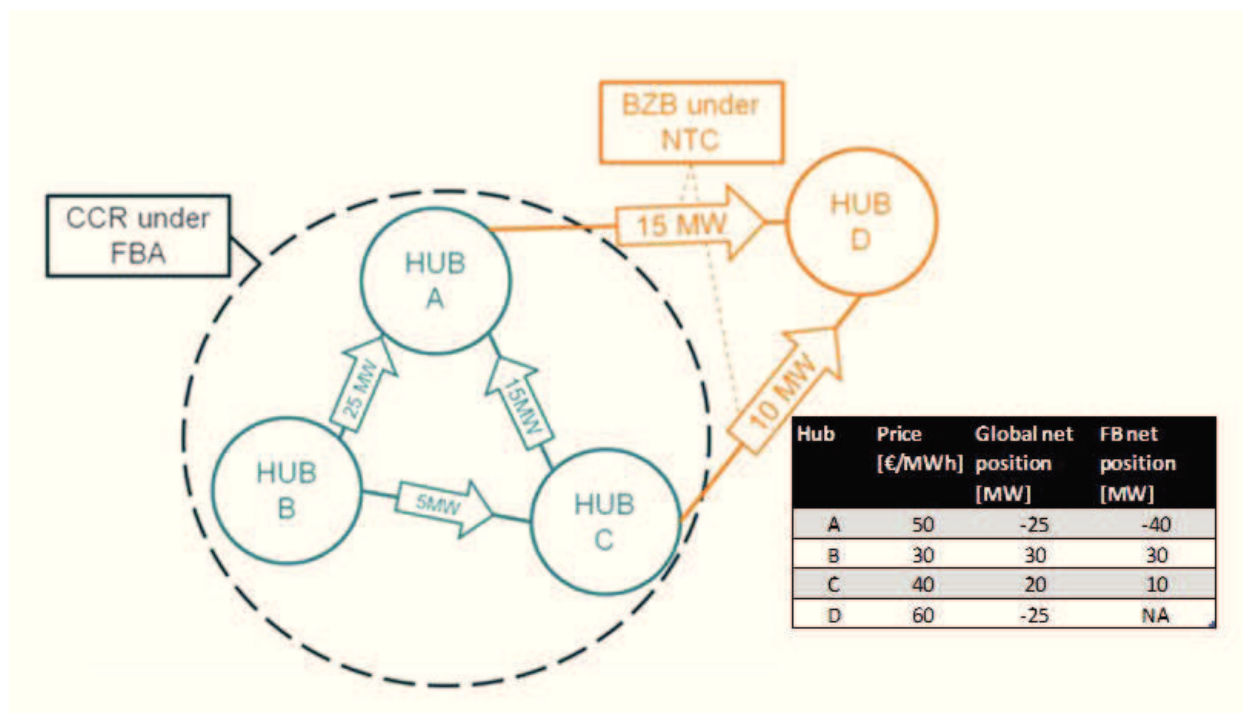 BZB under
NTC
CCR under
FBA
HUB
A
15 MW
HUB
D
25 MW
15MW
10 MW
HUB
B
5MW
HUB
C
Hub Price Global net FB net
[€/MWh] position position
[MW] [MW]
A 50 -25 -40
B 30 30 30
C 40 20 10
D 60 -25 NA